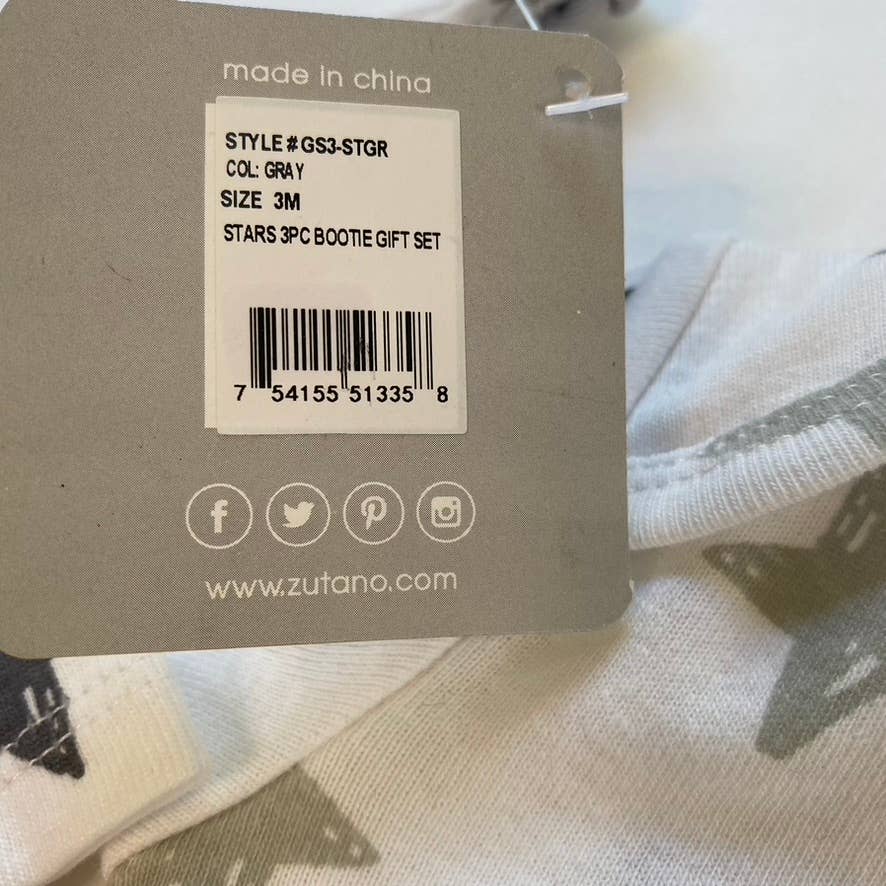 made in china
STYLE # GS3-STGR
COL: GRAY
SIZE 3M
STARS 3PC BOOTIE GIFT SET
7 54155 51335 8
www.zutano.com